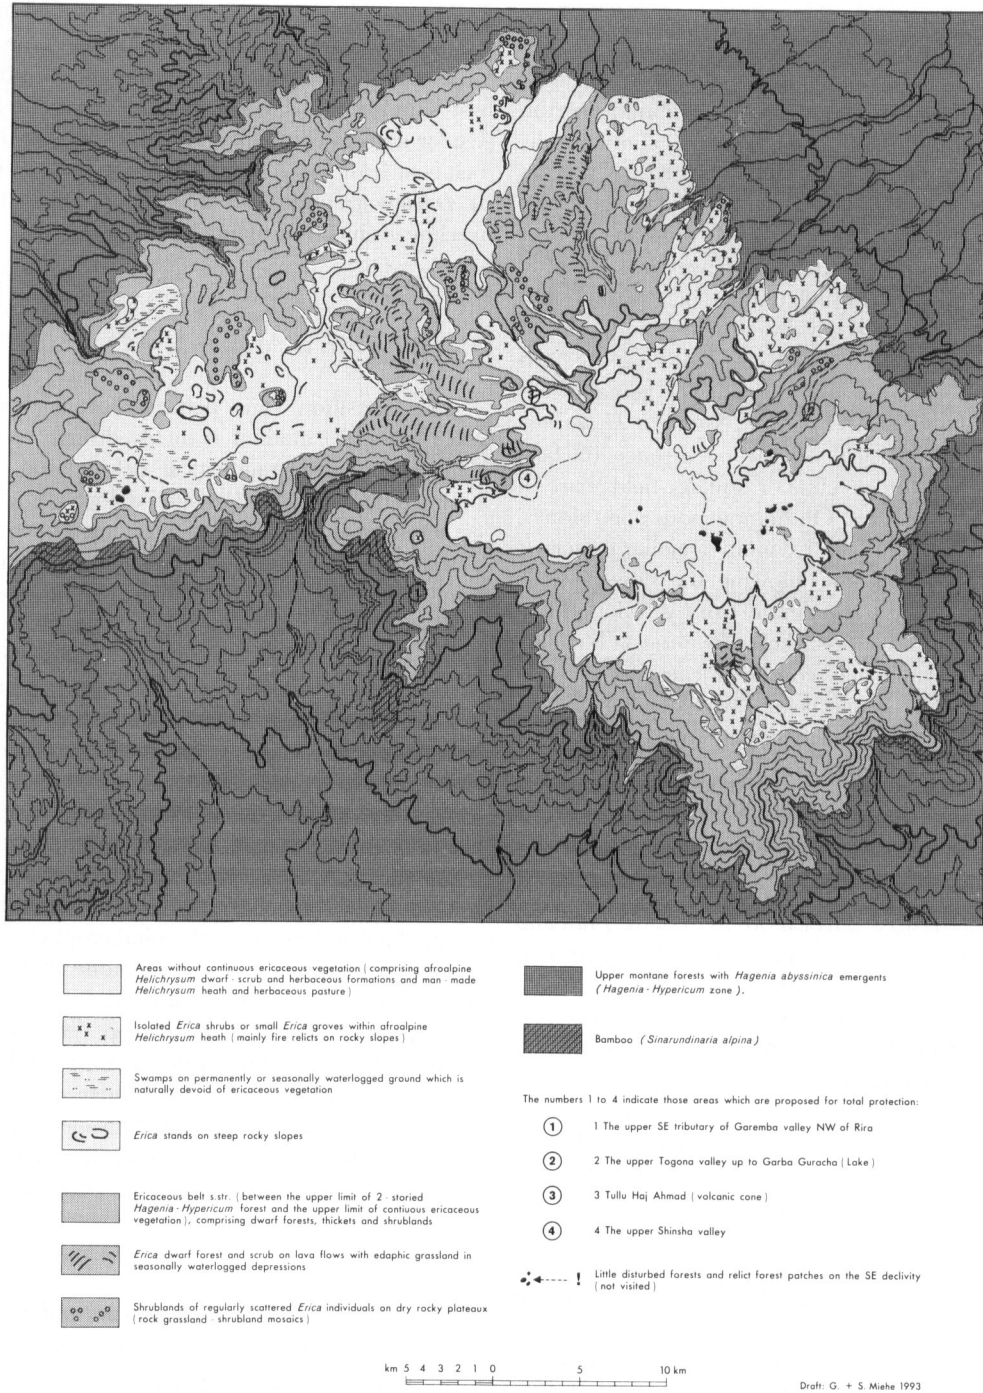 3
2
4
1
Areas without continuous ericaceous vegetation ( comprising afroalpine
Helichrysum dwarf - scrub and herbaceous formations and man - made
Helichrysum heath and herbaceous pasture )
Isolated Erica shrubs or small Erica groves within afroalpine
Helichrysum heath ( mainly fire relicts on rocky slopes )
Swamps on permanently or seasonally waterlogged ground which is
naturally devoid of ericaceous vegetation
Erica stands on steep rocky slopes
Ericaceous belt s.str. ( between the upper limit of 2 - storied
Hagenia - Hypericum forest and the upper limit of contiuous ericaceous
vegetation ), comprising dwarf forests, thickets and shrublands
Erica dwarf forest and scrub on lava flows with edaphic grassland in
seasonally waterlogged depressions
Shrublands of regularly scattered Erica individuals on dry rocky plateaux
( rock grassland - shrubland mosaics )
Upper montane forests with Hagenia abyssinica emergents
( Hagenia - Hypericum zone ).
Bamboo ( Sinarundinaria alpina )
The numbers 1 to 4 indicate those areas which are proposed for total protection:
1 1 The upper SE tributary of Garemba valley NW of Rira
2 2 The upper Togona valley up to Garba Guracha ( Lake )
3 3 Tullu Haj Ahmad ( volcanic cone )
4 4 The upper Shinsha valley
! Little disturbed forests and relict forest patches on the SE declivity
( not visited )
km 5 4 3 2 1 0 5 10 km
Draft: G. + S. Miehe 1993